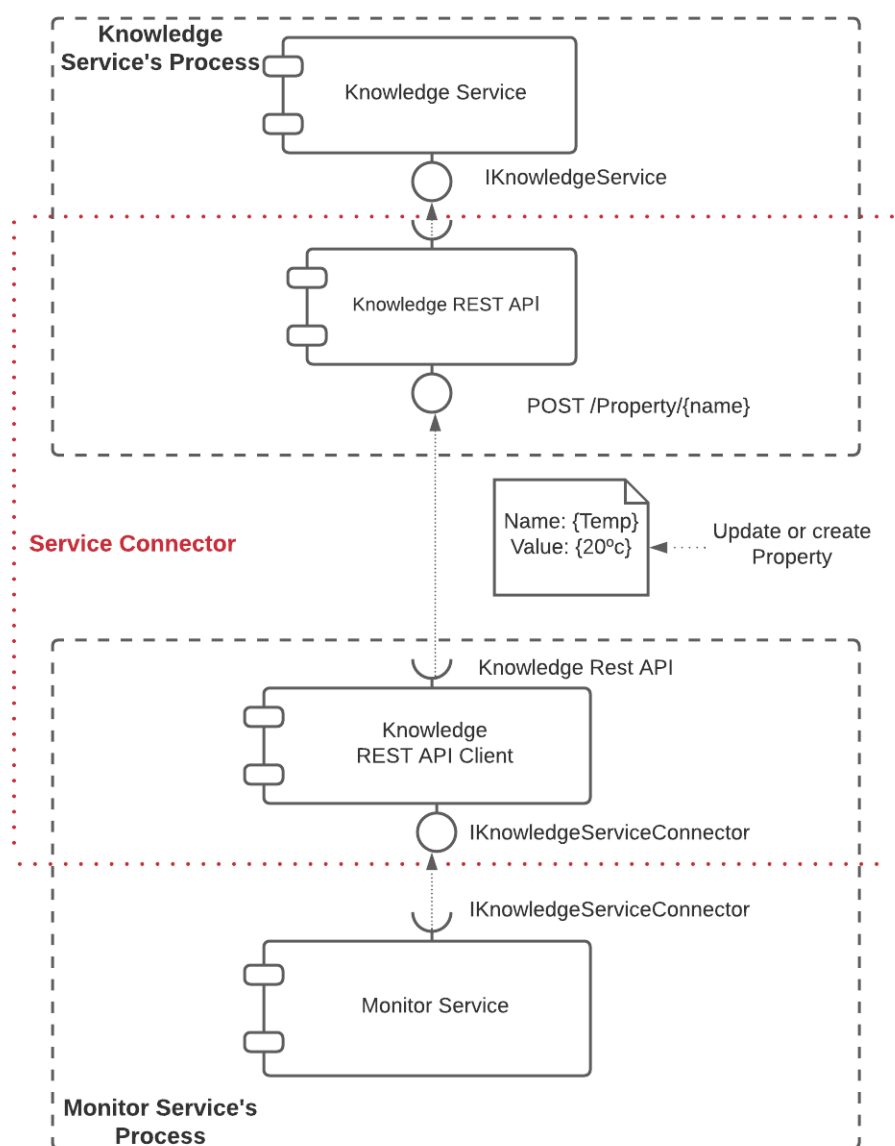 Knowledge
Service's Process
Knowledge Service
IKnowledgeService
Knowledge REST API
POST /Property/{name}
Name: {Temp}
Value: {20ºc}
Update or create
Property
Service Connector
Knowledge Rest API
Knowledge
REST API Client
IKnowledgeServiceConnector
IKnowledgeServiceConnector
Monitor Service
Monitor Service's
Process